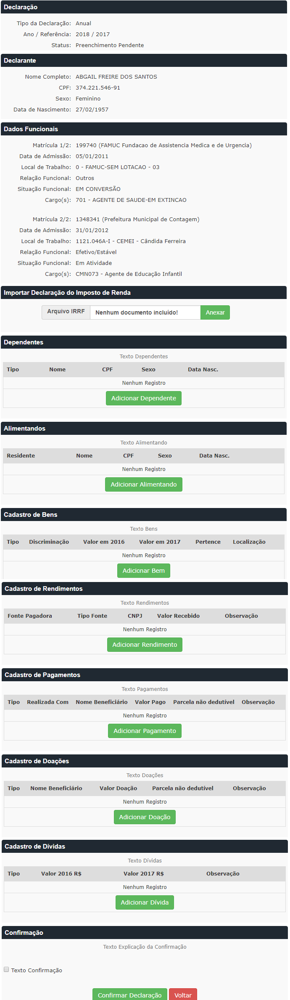 Declaração
Tipo da Declaração: Anual
Ano / Referência: 2018 / 2017
Status: Preenchimento Pendente
Declarante
Nome Completo: ABGAIL FREIRE DOS SANTOS
CPF: 374.221.546-91
Sexo: Feminino
Data de Nascimento: 27/02/1957
Dados Funcionais
Matrícula 1/2: 199740 (FAMUC Fundacao de Assistencia Medica e de Urgencia)
Data de Admissão: 05/01/2011
Local de Trabalho: 0 - FAMUC-SEM LOTACAO - 03
Relação Funcional: Outros
Situação Funcional: EM CONVERSÃO
Cargo(s): 701 - AGENTE DE SAUDE-EM EXTINCAO
Matrícula 2/2: 1348341 (Prefeitura Municipal de Contagem)
Data de Admissão: 31/01/2012
Local de Trabalho: 1121.046A-I - CEMEI - Cândida Ferreira
Relação Funcional: Efetivo/Estável
Situação Funcional: Em Atividade
Cargo(s): CMN073 - Agente de Educação Infantil
Importar Declaração do Imposto de Renda
Arquivo IRRF Nenhum documento incluído! Anexar
Dependentes
Texto Dependentes
Tipo Nome CPF Sexo Data Nasc.
Nenhum Registro
Adicionar Dependente
Alimentandos
Texto Alimentando
Residente Nome CPF Sexo Data Nasc.
Nenhum Registro
Adicionar Alimentando
Cadastro de Bens
Texto Bens
Tipo Discriminação Valor em 2016 Valor em 2017 Pertence Localização
Nenhum Registro
Adicionar Bem
Cadastro de Rendimentos
Texto Rendimentos
Fonte Pagadora Tipo Fonte CNPJ Valor Recebido Observação
Nenhum Registro
Adicionar Rendimento
Cadastro de Pagamentos
Texto Pagamentos
Tipo Realizada Com Nome Beneficiário Valor Pago Parcela não dedutível Observação
Nenhum Registro
Adicionar Pagamento
Cadastro de Doações
Texto Doações
Tipo Nome Beneficiário Valor Doação Parcela não dedutível Observação
Nenhum Registro
Adicionar Doação
Cadastro de Dívidas
Texto Dívidas
Tipo Valor 2016 R$ Valor 2017 R$ Observação
Nenhum Registro
Adicionar Dívida
Confirmação
Texto Explicação da Confirmação
Texto Confirmação
Confirmar Declaração Voltar